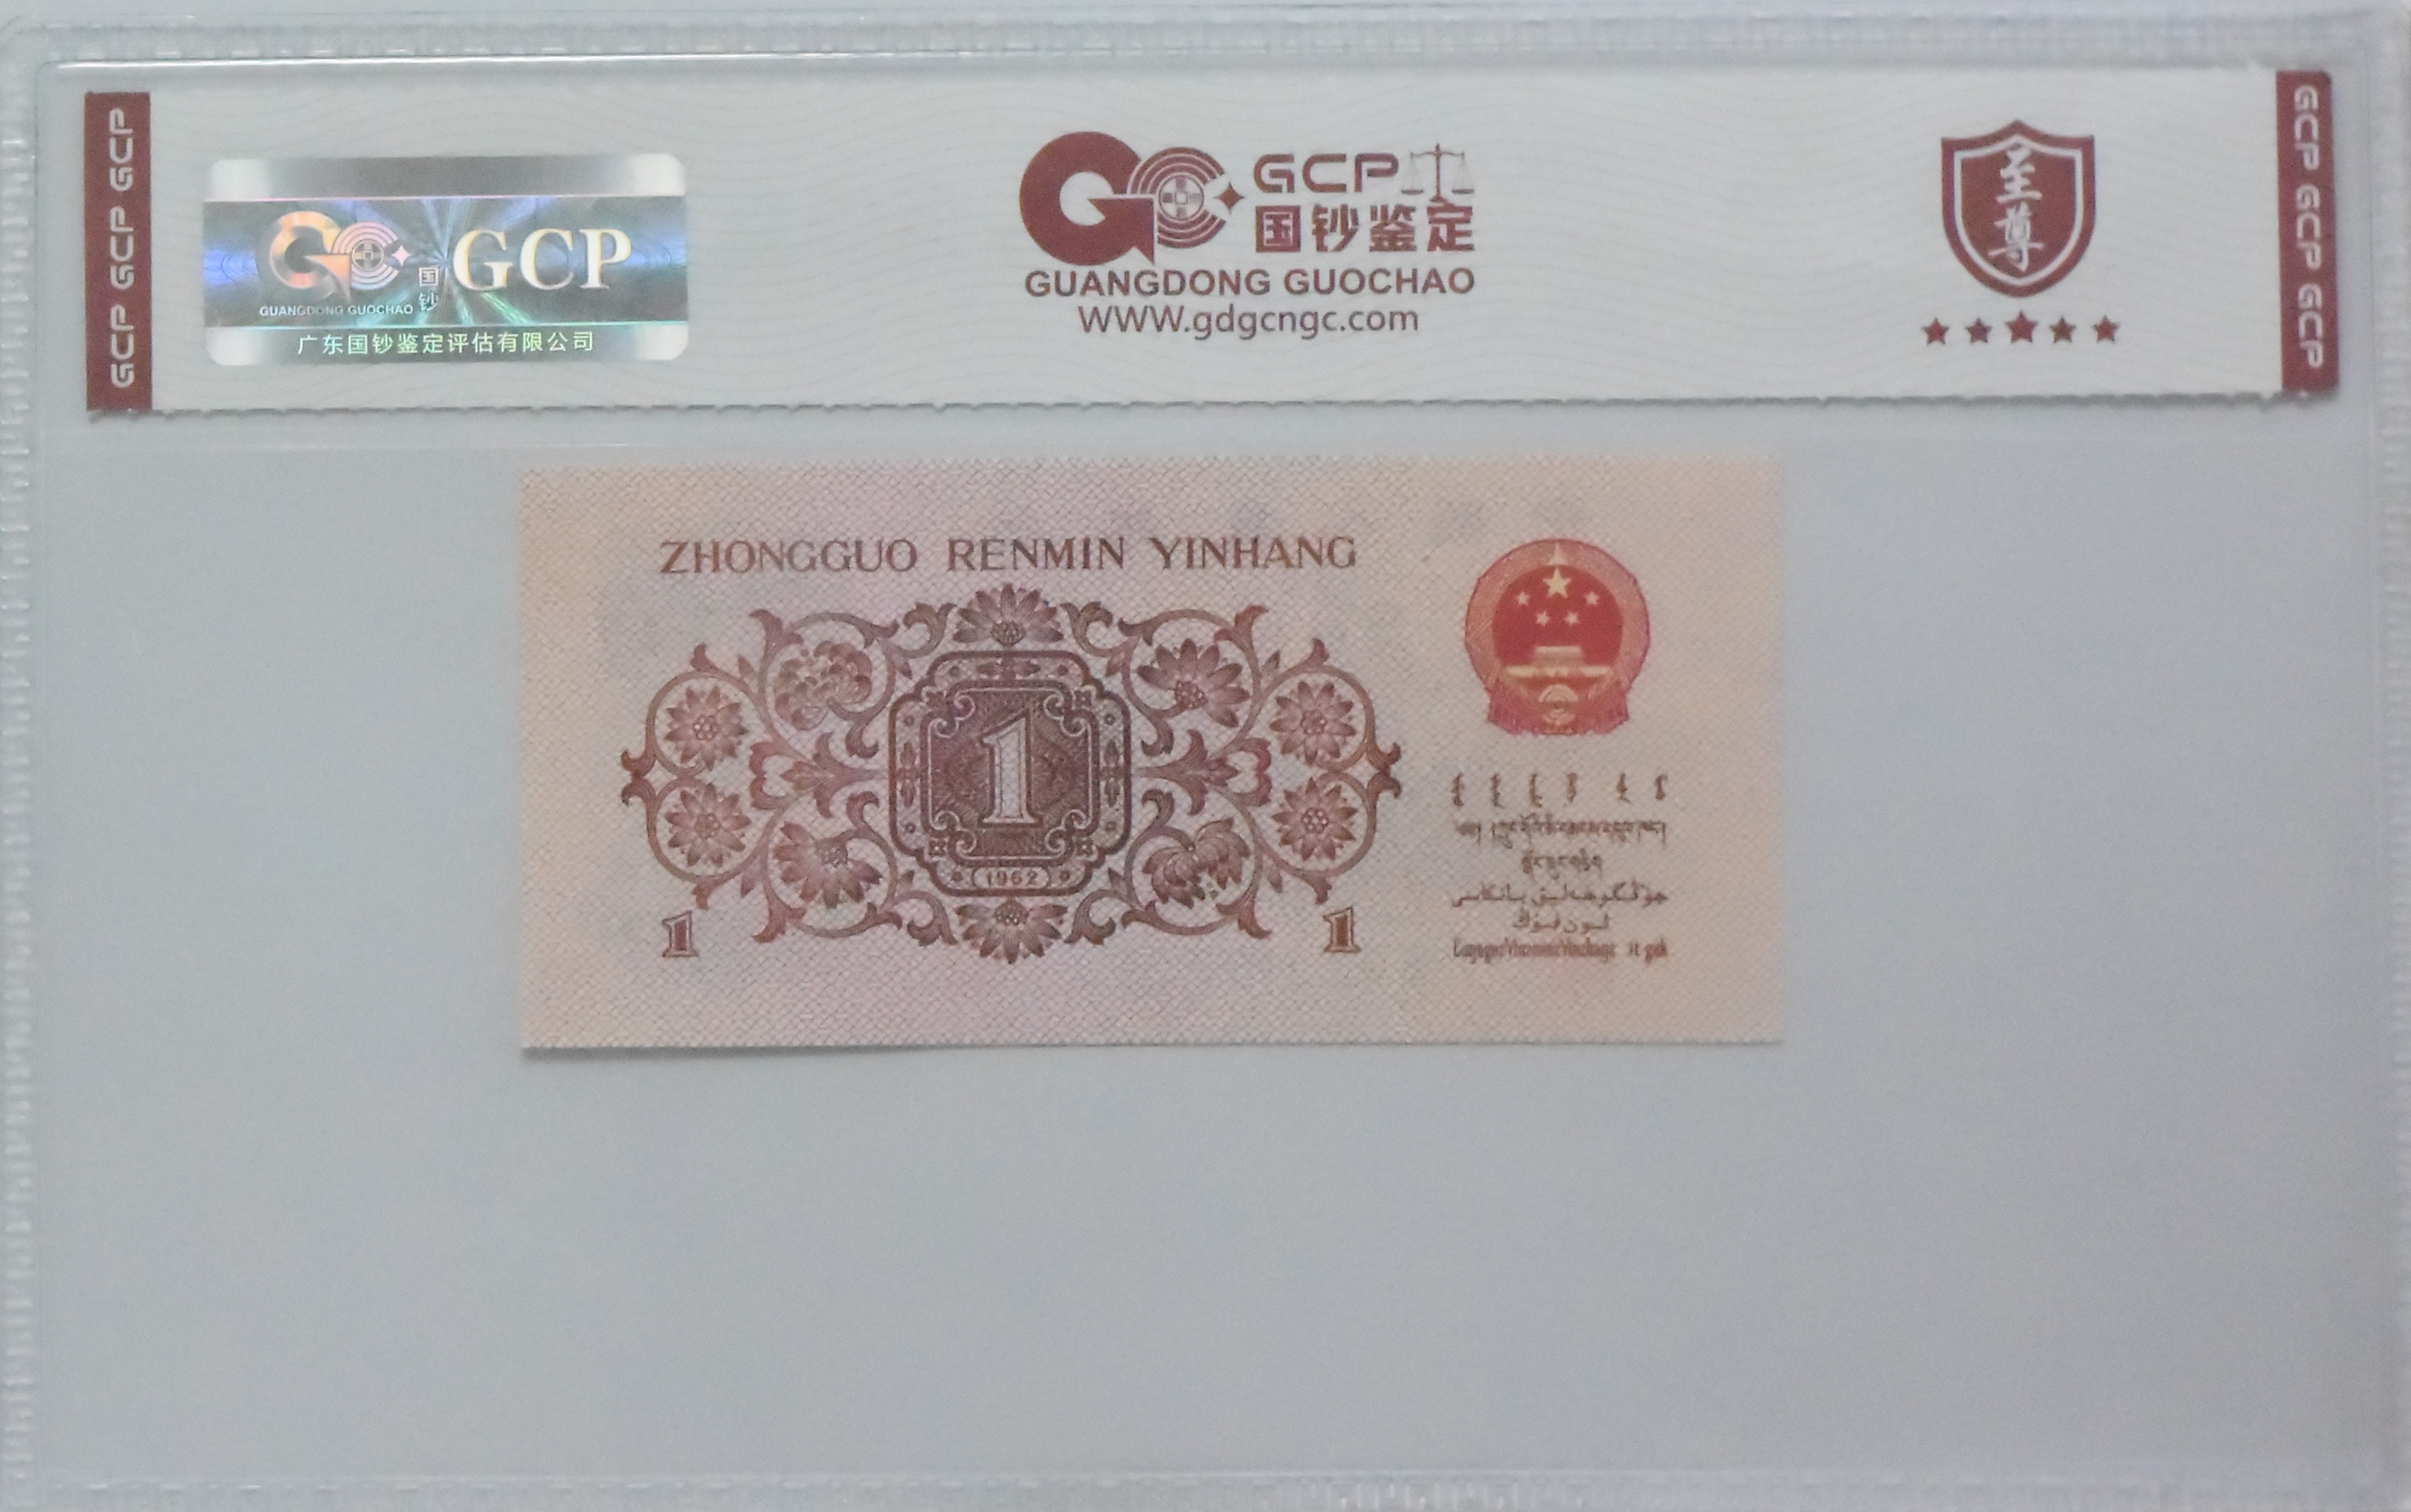 GCP GCP GCP
GCP
国钞
GUANGDONG GUOCHAO
广东国钞鉴定评估有限公司
GCP
国钞鉴定
GUANGDONG GUOCHAO
WWW.gdgcngc.com
至尊
GCP GCP GCP
ZHONGGUO RENMIN YINHANG
1
1962
1
1